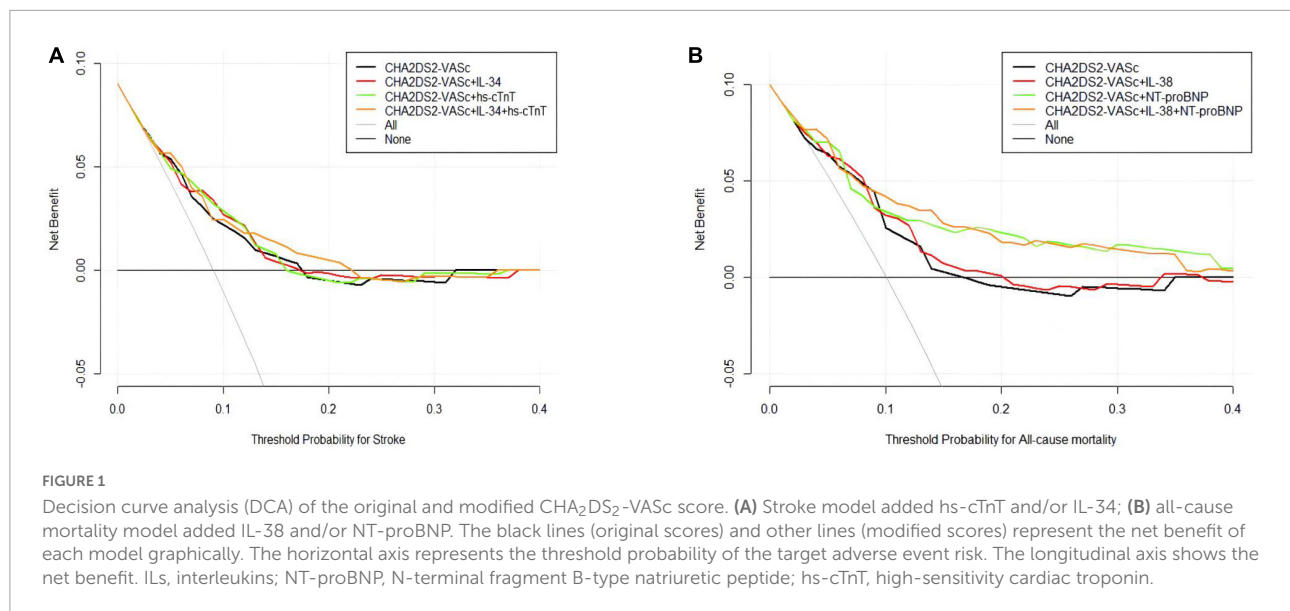 A
B
CHA2DS2-VASc
CHA2DS2-VASc+IL-34
CHA2DS2-VASc+hs-cTnT
CHA2DS2-VASc+IL-34+hs-cTnT
All
None
0.10
0.05
0.00
-0.05
Net Benefit
0.0 0.1 0.2 0.3 0.4
Threshold Probability for Stroke
CHA2DS2-VASc
CHA2DS2-VASc+IL-38
CHA2DS2-VASc+NT-proBNP
CHA2DS2-VASc+IL-38+NT-proBNP
All
None
0.10
0.05
0.00
-0.05
Net Benefit
0.0 0.1 0.2 0.3 0.4
Threshold Probability for All-cause mortality
FIGURE 1
Decision curve analysis (DCA) of the original and modified CHA₂DS₂-VASc score. (A) Stroke model added hs-cTnT and/or IL-34; (B) all-cause
mortality model added IL-38 and/or NT-proBNP. The black lines (original scores) and other lines (modified scores) represent the net benefit of
each model graphically. The horizontal axis represents the threshold probability of the target adverse event risk. The longitudinal axis shows the
net benefit. ILs, interleukins; NT-proBNP, N-terminal fragment B-type natriuretic peptide; hs-cTnT, high-sensitivity cardiac troponin.